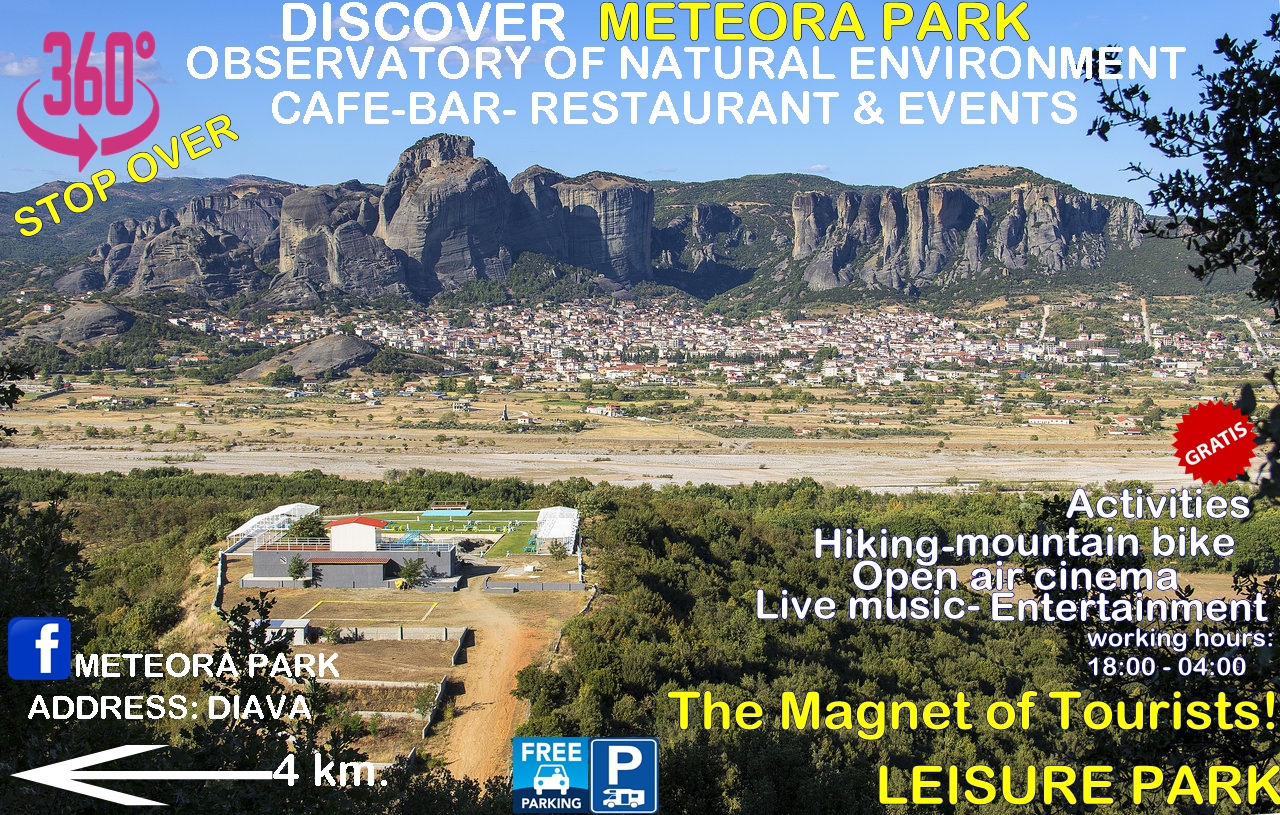 DISCOVER METEORA PARK
OBSERVATORY OF NATURAL ENVIRONMENT
CAFE-BAR- RESTAURANT & EVENTS
360°
STOP OVER
GRATIS
Activities
Hiking-mountain bike
Open air cinema
Live music- Entertainment
working hours:
18:00 - 04:00
f METEORA PARK
ADDRESS: DIAVA
The Magnet of Tourists!
4 km.
FREE
PARKING
P
LEISURE PARK